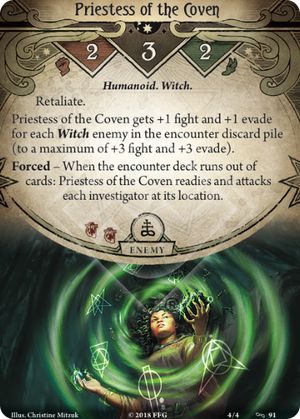 Priestess of the Coven
2 3 2
Humanoid. Witch.
Retaliate.
Priestess of the Coven gets +1 fight and +1 evade
for each Witch enemy in the encounter discard pile
(to a maximum of +3 fight and +3 evade).
Forced – When the encounter deck runs out of
cards: Priestess of the Coven readies and attacks
each investigator at its location.
ENEMY
Illus. Christine Mitzuk © 2018 FFG 4/4 91